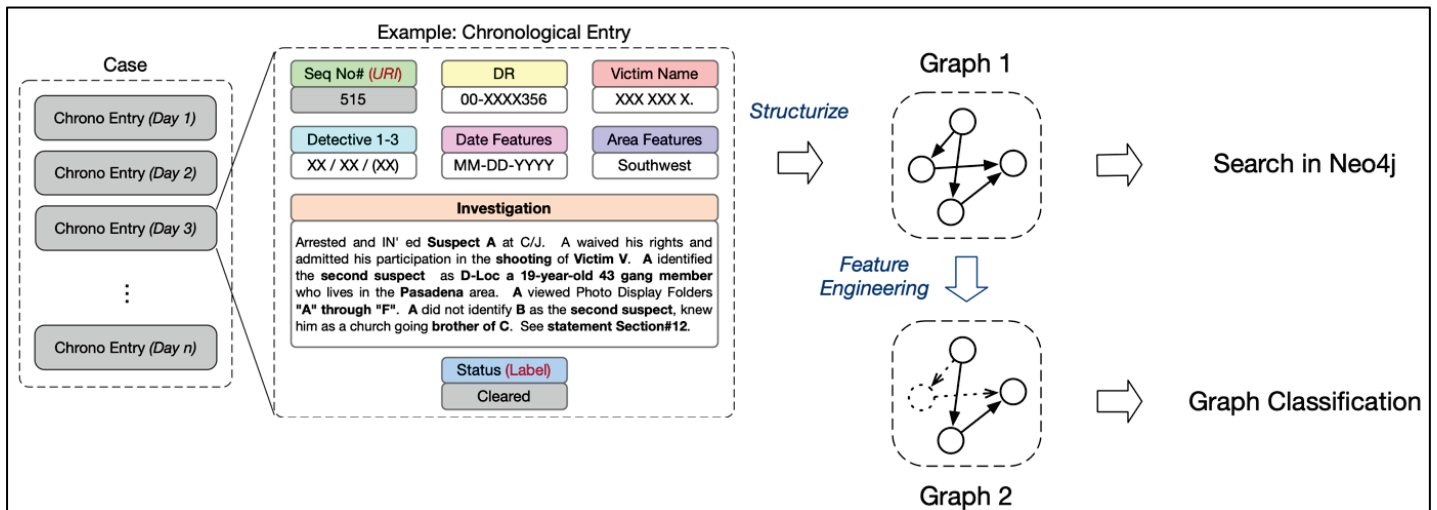 Case
Chrono Entry (Day 1)
Chrono Entry (Day 2)
Chrono Entry (Day 3)
⋮
Chrono Entry (Day n)
Example: Chronological Entry
Seq No# (URI)
515
DR
00-XXXX356
Victim Name
XXX XXX X.
Detective 1-3
XX / XX / (XX)
Date Features
MM-DD-YYYY
Area Features
Southwest
Investigation
Arrested and IN' ed Suspect A at C/J. A waived his rights and
admitted his participation in the shooting of Victim V. A identified
the second suspect as D-Loc a 19-year-old 43 gang member
who lives in the Pasadena area. A viewed Photo Display Folders
"A" through "F". A did not identify B as the second suspect, knew
him as a church going brother of C. See statement Section#12.
Status (Label)
Cleared
Structurize
Graph 1
Search in Neo4j
Feature
Engineering
Graph 2
Graph Classification